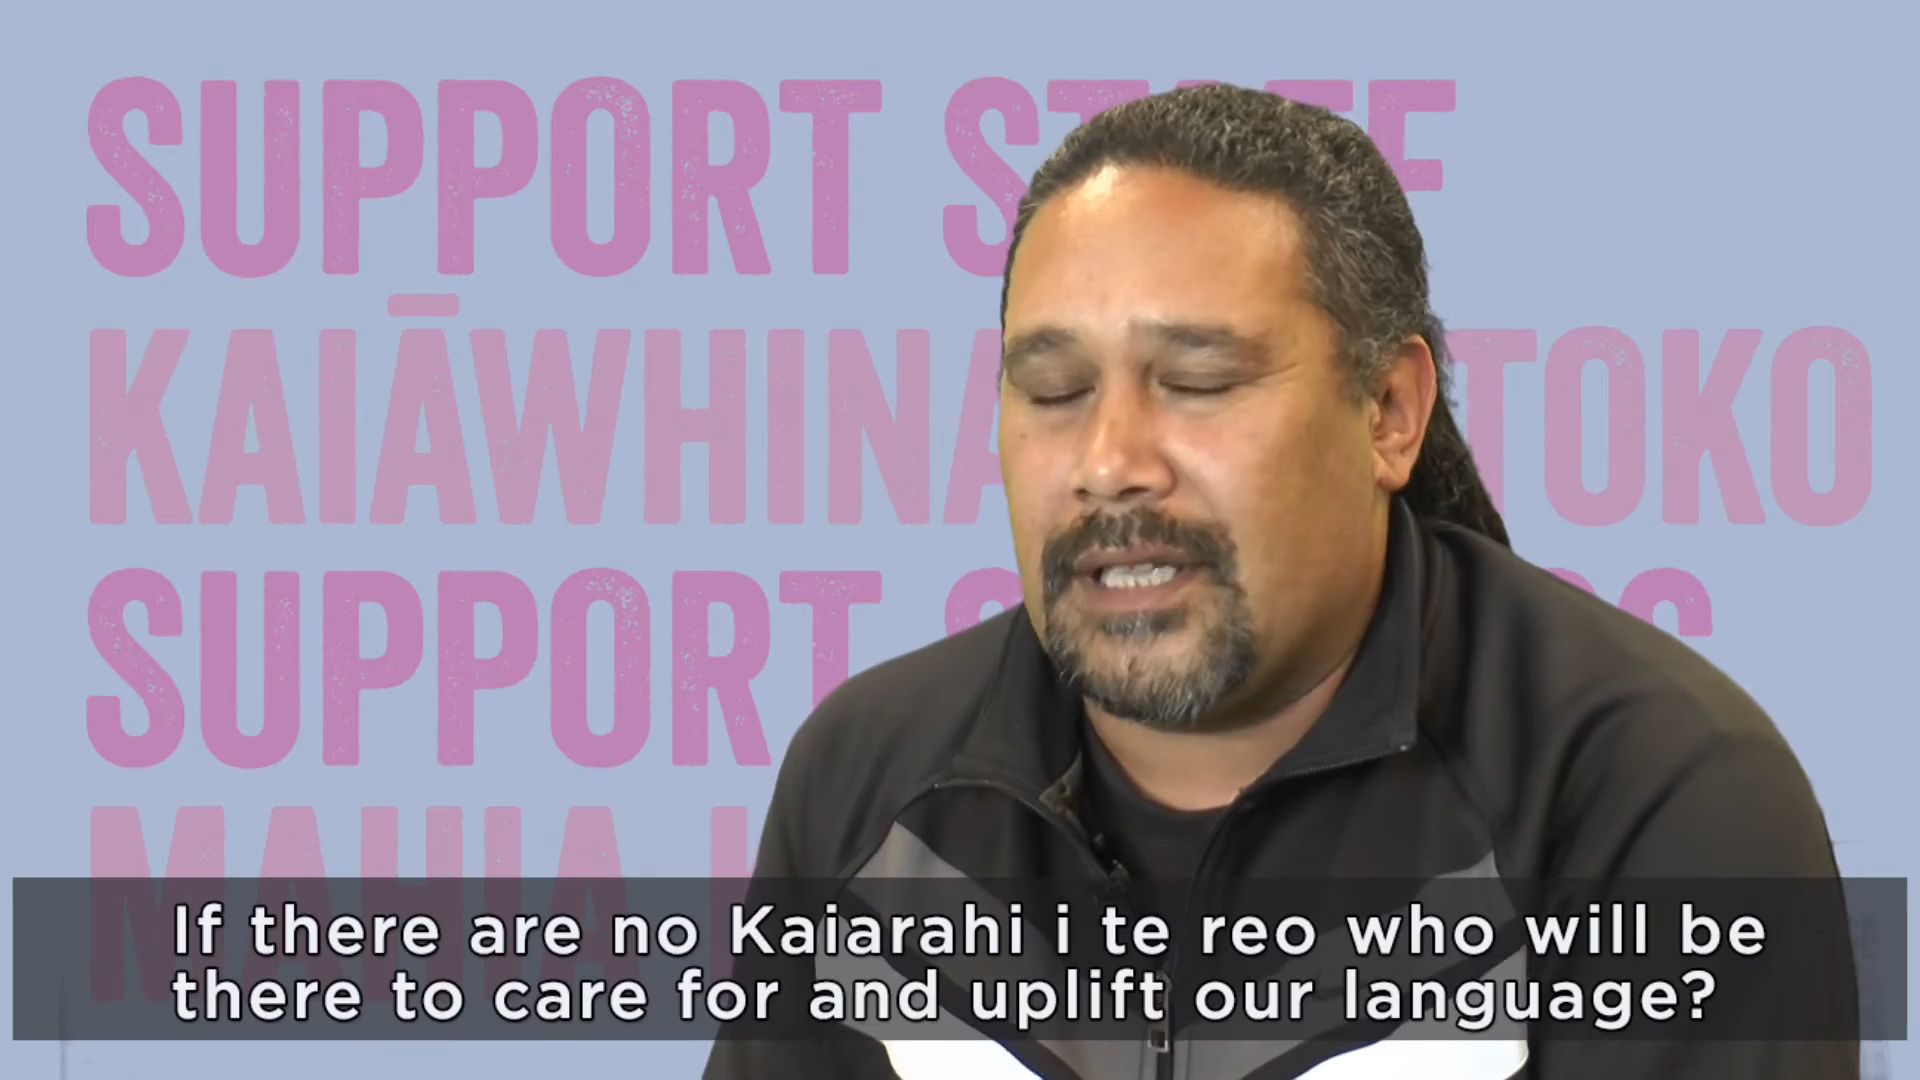 SUPPORT
KAIĀWHINA TOKO
SUPPORT
MAHIA
If there are no Kaiarahi i te reo who will be
there to care for and uplift our language?